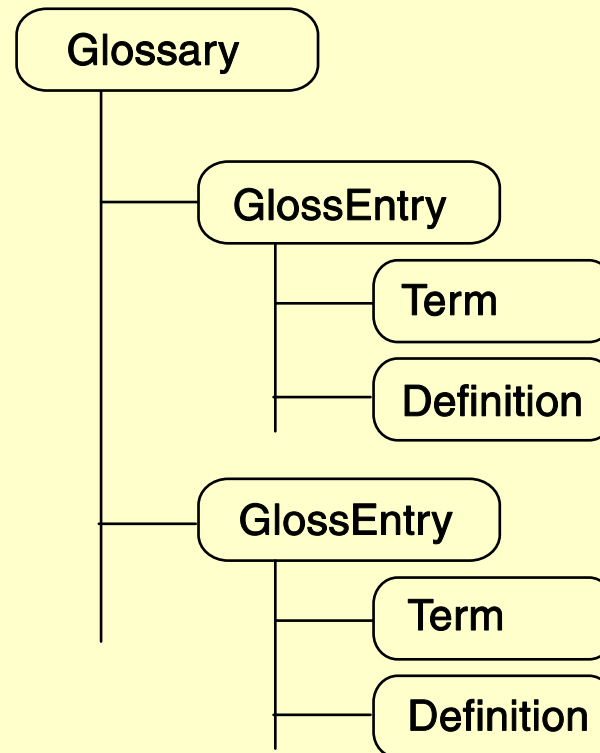 Glossary
GlossEntry
Term
Definition
GlossEntry
Term
Definition